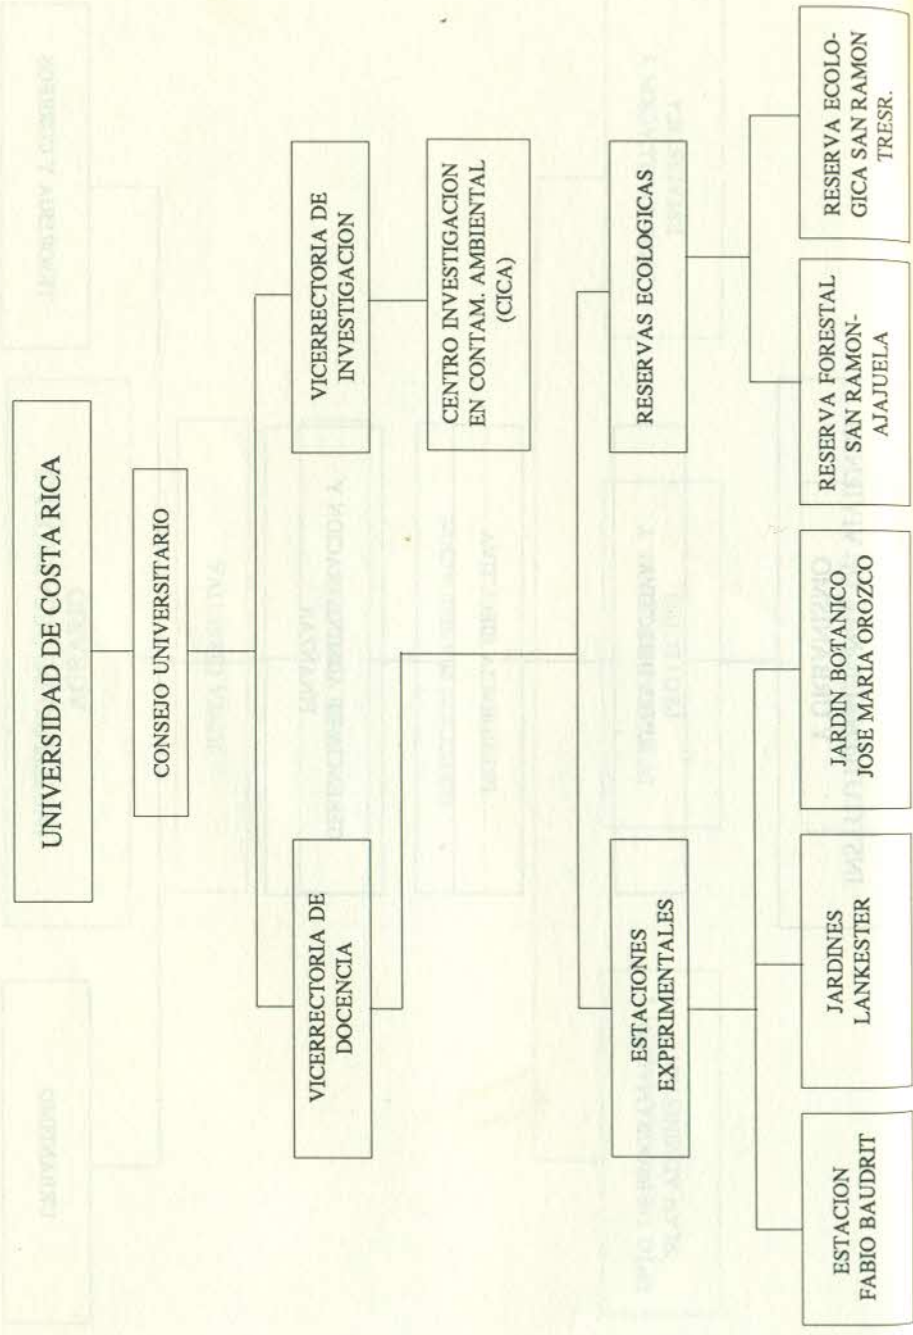 UNIVERSIDAD DE COSTA RICA
CONSEJO UNIVERSITARIO
VICERRECTORIA DE
DOCENCIA
VICERRECTORIA DE
INVESTIGACION
CENTRO INVESTIGACION
EN CONTAM. AMBIENTAL
(CICA)
ESTACIONES
EXPERIMENTALES
RESERVAS ECOLOGICAS
ESTACION
FABIO BAUDRIT
JARDINES
LANKESTER
JARDIN BOTANICO
JOSE MARIA OROZCO
RESERVA FORESTAL
SAN RAMON-
AJAJUELA
RESERVA ECOLO-
GICA SAN RAMON
TRESR.